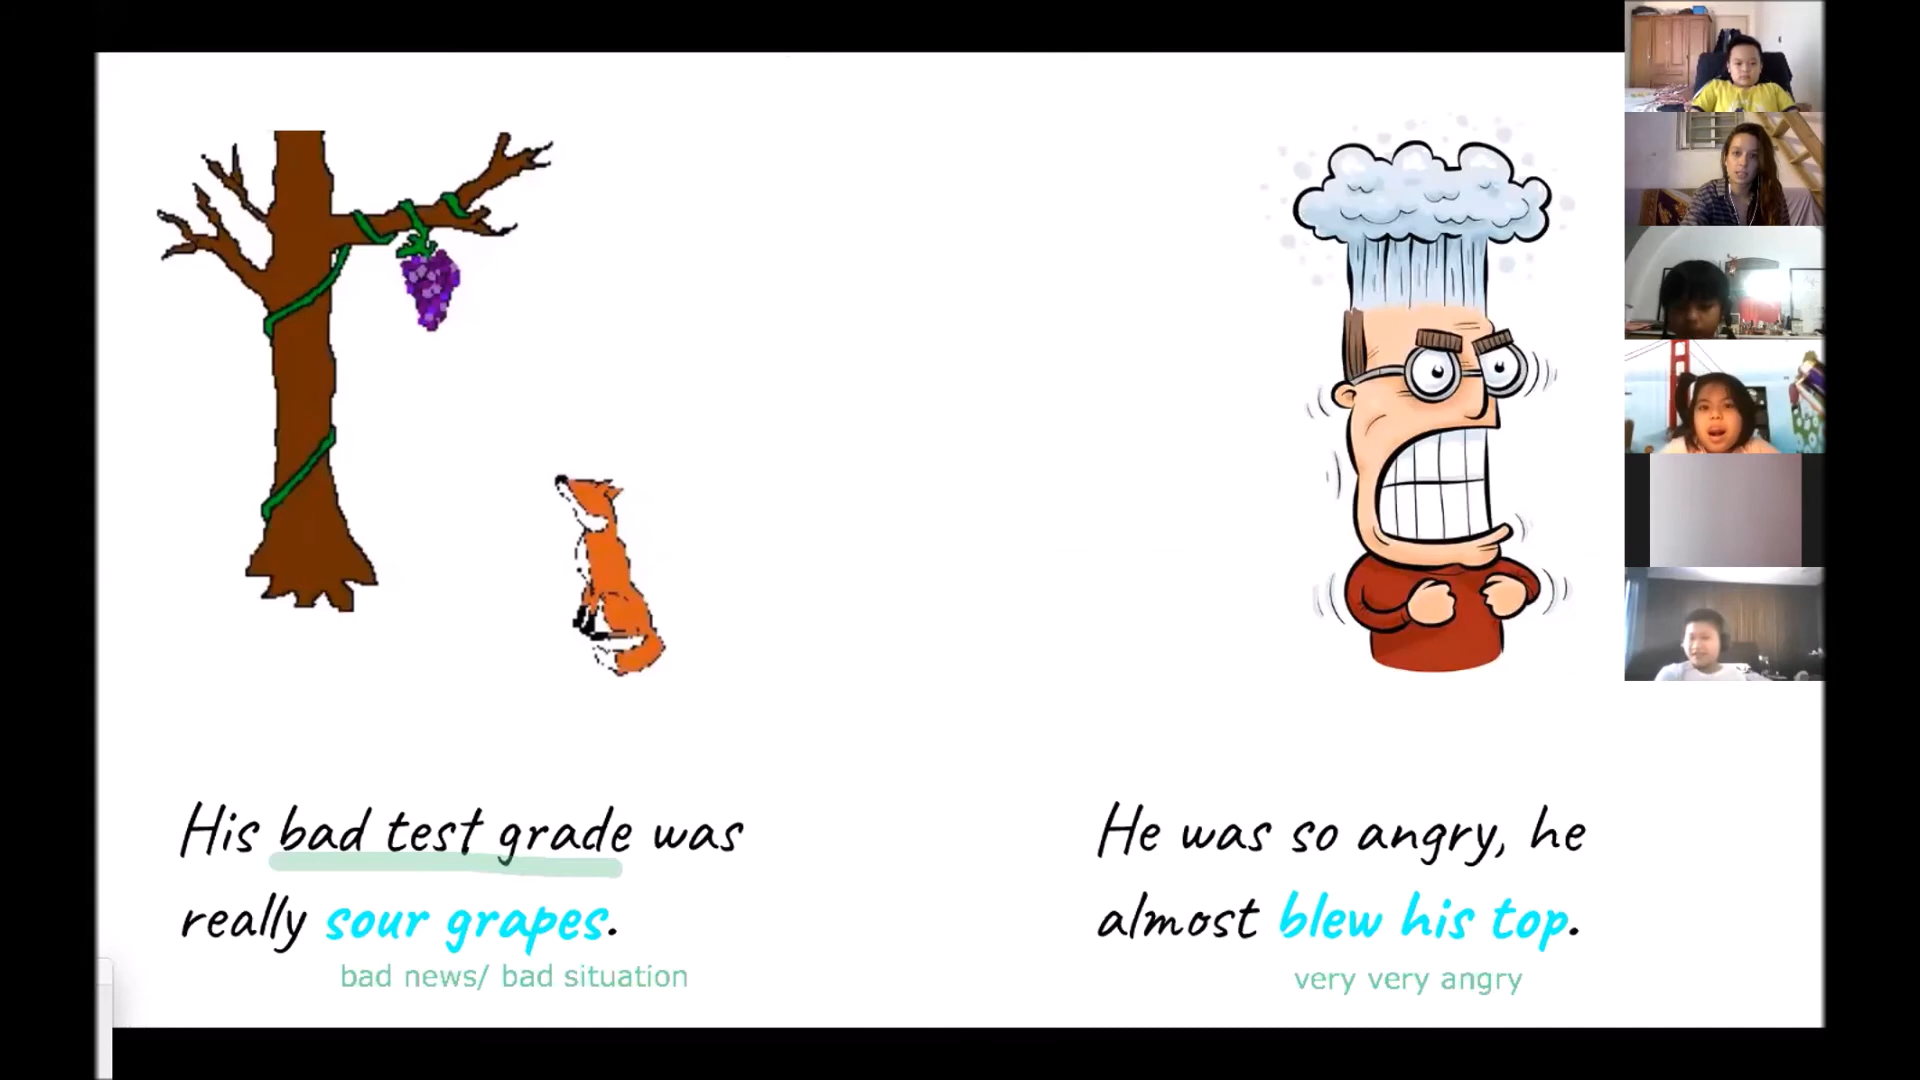 His bad test grade was
really sour grapes.
bad news/ bad situation
He was so angry, he
almost blew his top.
very very angry